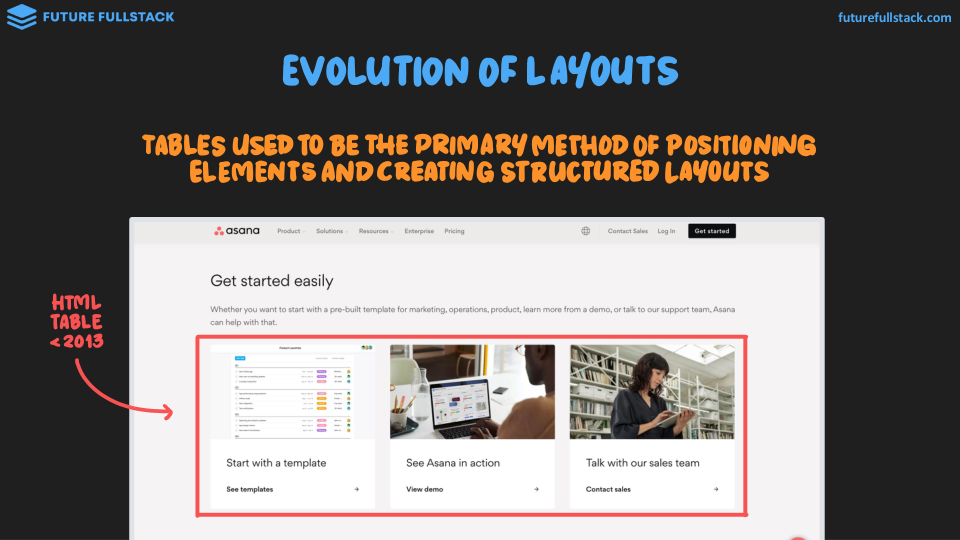 FUTURE FULLSTACK
futurefullstack.com
EVOLUTION OF LAYOUTS
TABLES USED TO BE THE PRIMARY METHOD OF POSITIONING
ELEMENTS AND CREATING STRUCTURED LAYOUTS
asana Product Solutions Resources Enterprise Pricing Contact Sales Log In Get started
Get started easily
Whether you want to start with a pre-built template for marketing, operations, product, learn more from a demo, or talk to our support team, Asana
can help with that.
HTML
TABLE
< 2013
Start with a template
See templates →
See Asana in action
View demo →
Talk with our sales team
Contact sales →